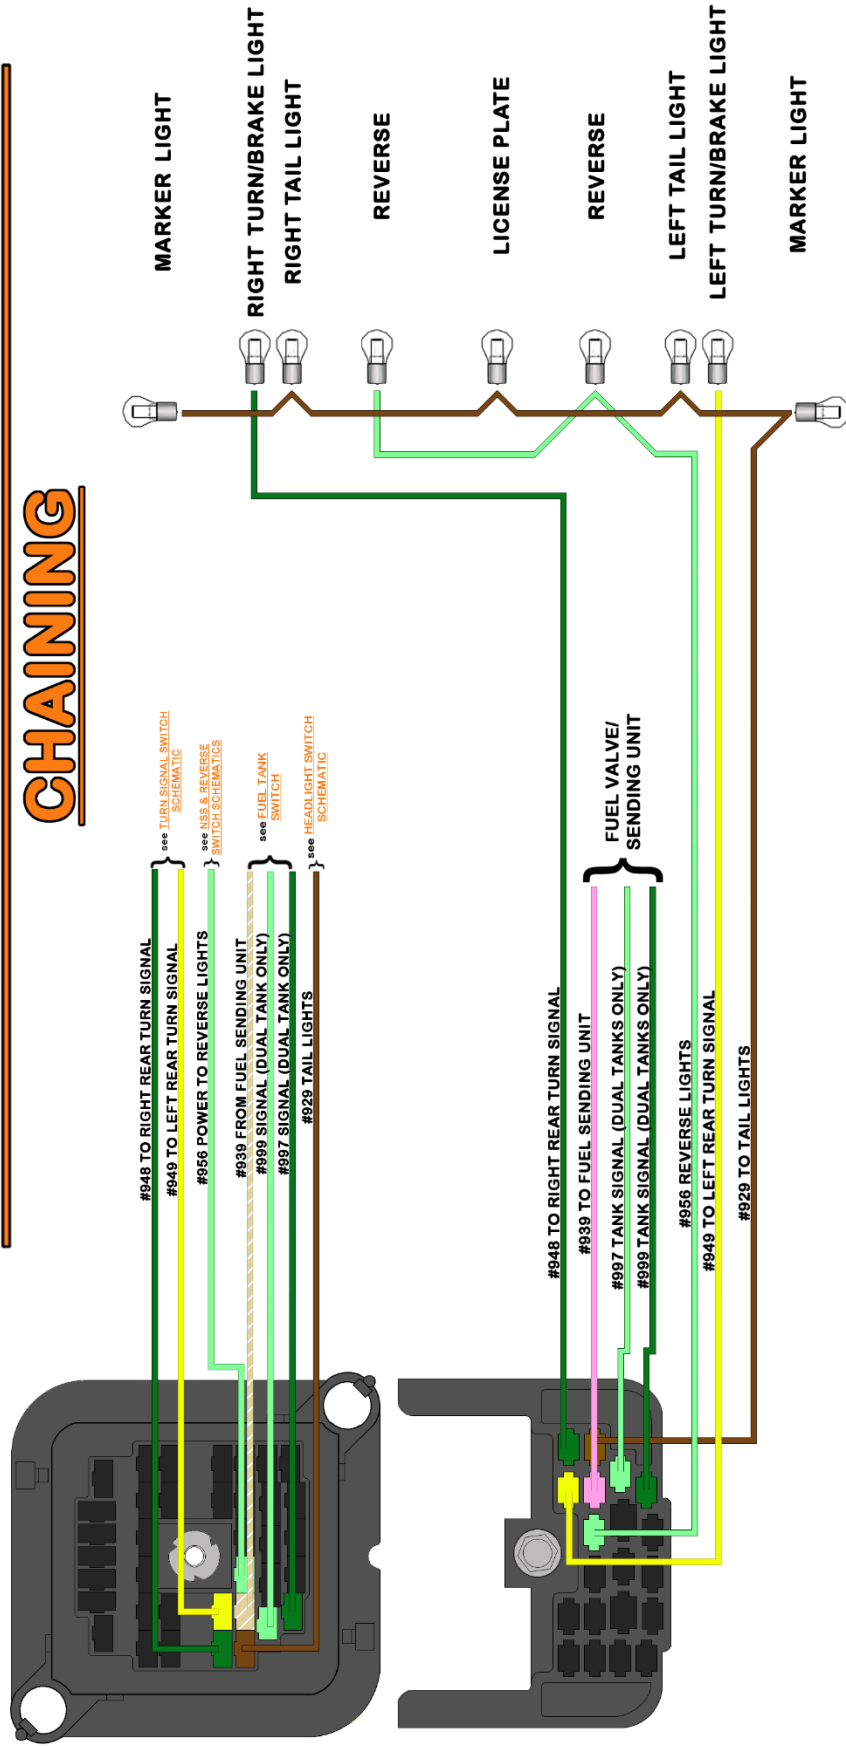 CHAINING
MARKER LIGHT
RIGHT TURN/BRAKE LIGHT
RIGHT TAIL LIGHT
REVERSE
LICENSE PLATE
REVERSE
LEFT TAIL LIGHT
LEFT TURN/BRAKE LIGHT
MARKER LIGHT
see TURN SIGNAL SWITCH
SCHEMATIC
see NSS & REVERSE
SWITCH SCHEMATICS
see FUEL TANK
SWITCH
see HEADLIGHT SWITCH
SCHEMATIC
#948 TO RIGHT REAR TURN SIGNAL
#949 TO LEFT REAR TURN SIGNAL
#956 POWER TO REVERSE LIGHTS
#939 FROM FUEL SENDING UNIT
#999 SIGNAL (DUAL TANK ONLY)
#997 SIGNAL (DUAL TANK ONLY)
#929 TAIL LIGHTS
FUEL VALVE/
SENDING UNIT
#948 TO RIGHT REAR TURN SIGNAL
#939 TO FUEL SENDING UNIT
#997 TANK SIGNAL (DUAL TANKS ONLY)
#999 TANK SIGNAL (DUAL TANKS ONLY)
#956 REVERSE LIGHTS
#949 TO LEFT REAR TURN SIGNAL
#929 TO TAIL LIGHTS